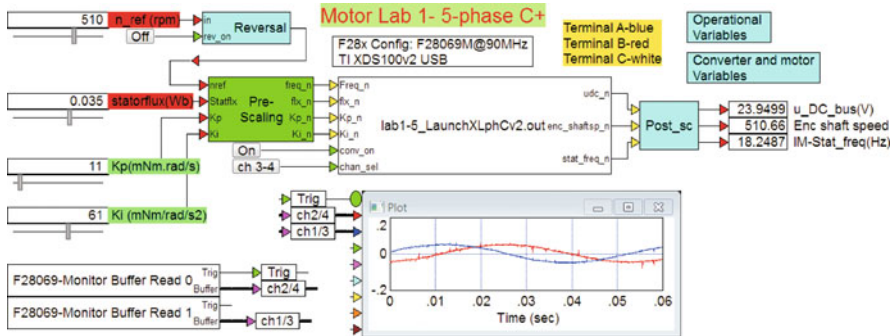 Motor Lab 1- 5-phase C+
510
n_ref (rpm
Off
in
rev_on
Reversal
F28x Config: F28069M@90MHz
TI XDS100v2 USB
Terminal A-blue
Terminal B-red
Terminal C-white
Operational
Variables
Converter and motor
Variables
0.035
statorflux(Wb
nref
Statflx
Kp
Ki
Pre-
Scaling
freq_n
flx_n
Kp_n
Ki_n
Freq_n
flx_n
Kp_n
Ki_n
conv_on
chan_sel
lab1-5_LaunchXLphCv2.out
udc_n
enc_shaftsp_n
stat_freq_n
Post_sc
23.9499
u_DC_bus(V)
510.66
Enc shaft speed
18.2487
IM-Stat_freq(Hz)
On
ch 3-4
11
Kp(mNm.rad/s)
61
Ki (mNm/rad/s2)
Trig
ch2/4
ch1/3
Plot
.2
0
-.2
0
.01
.02
.03
.04
.05
.06
Time (sec)
F28069-Monitor Buffer Read 0
Trig
Buffer
Trig
ch2/4
F28069-Monitor Buffer Read 1
Trig
Buffer
ch1/3